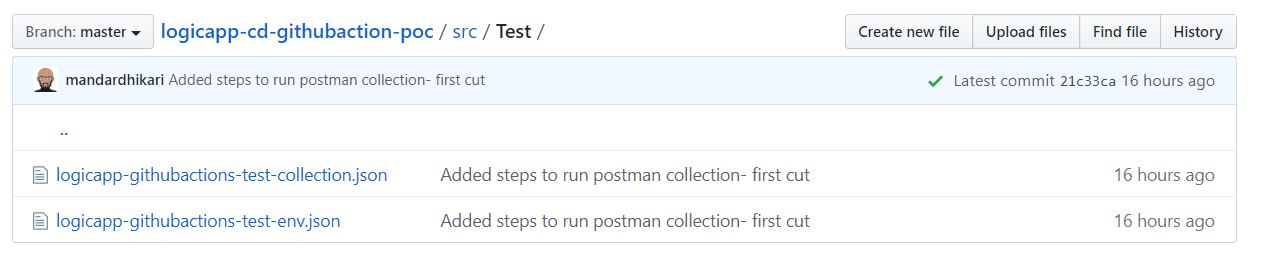 Branch: master logicapp-cd-githubaction-poc / src / Test / Create new file Upload files Find file History
mandardhikari Added steps to run postman collection- first cut Latest commit 21c33ca 16 hours ago
..
logicapp-githubactions-test-collection.json Added steps to run postman collection- first cut 16 hours ago
logicapp-githubactions-test-env.json Added steps to run postman collection- first cut 16 hours ago